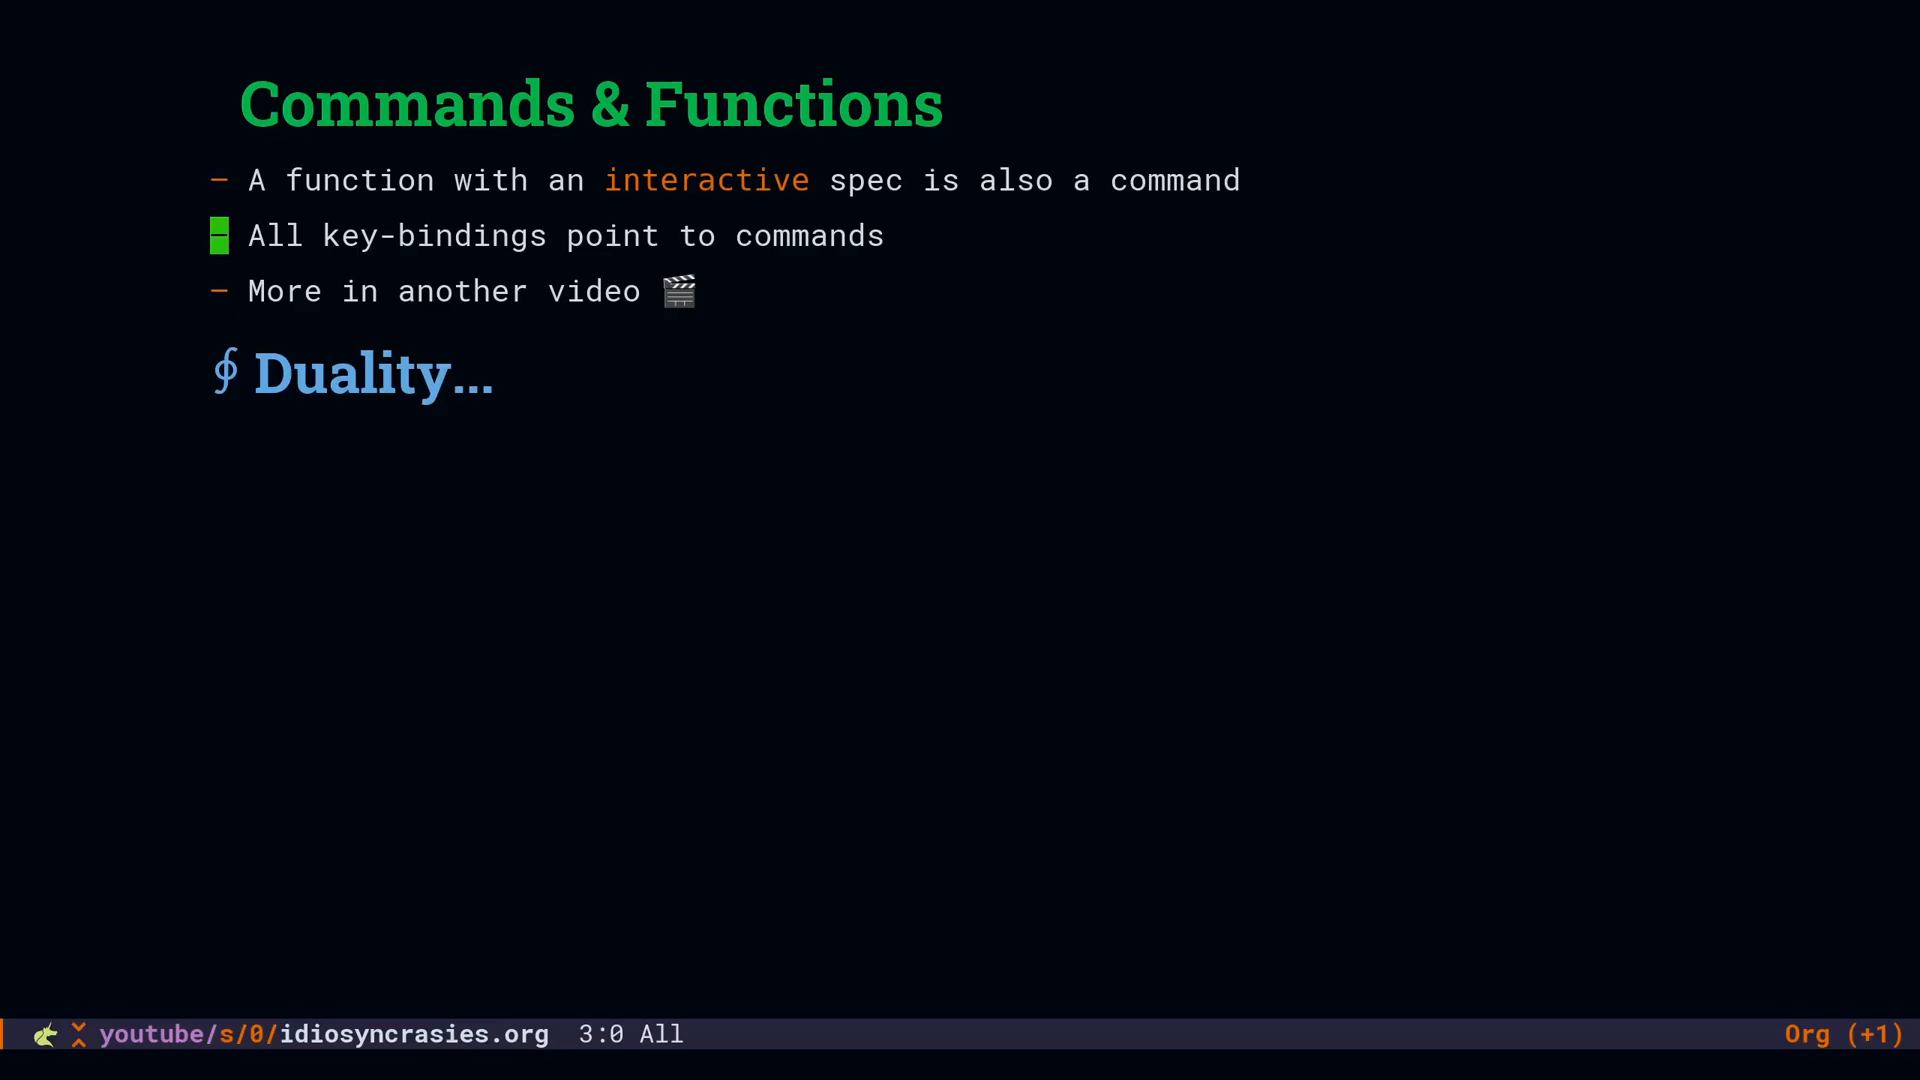 Commands & Functions
– A function with an interactive spec is also a command
– All key-bindings point to commands
– More in another video 🎬
∮ Duality...
youtube/s/0/idiosyncrasies.org 3:0 All Org (+1)